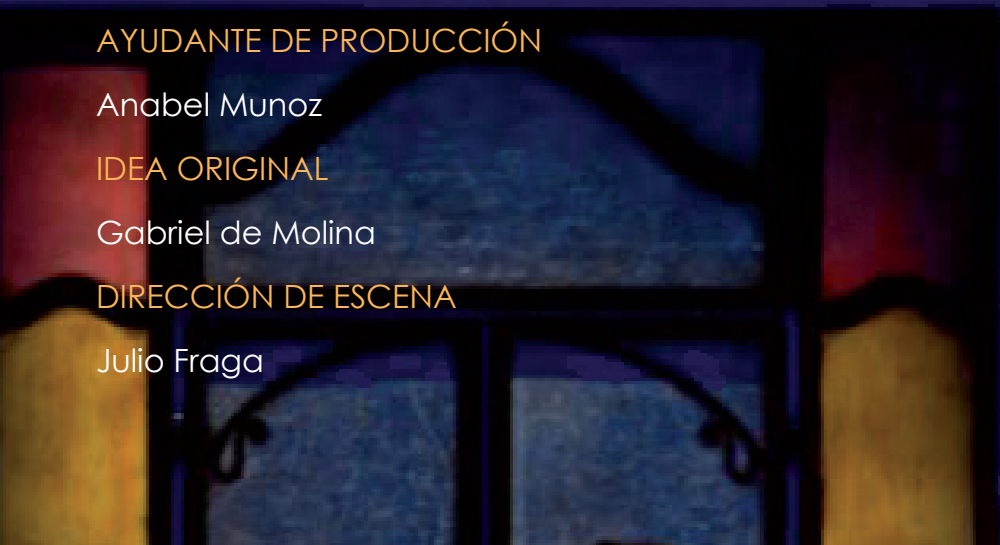 AYUDANTE DE PRODUCCIÓN
Anabel Munoz
IDEA ORIGINAL
Gabriel de Molina
DIRECCIÓN DE ESCENA
Julio Fraga